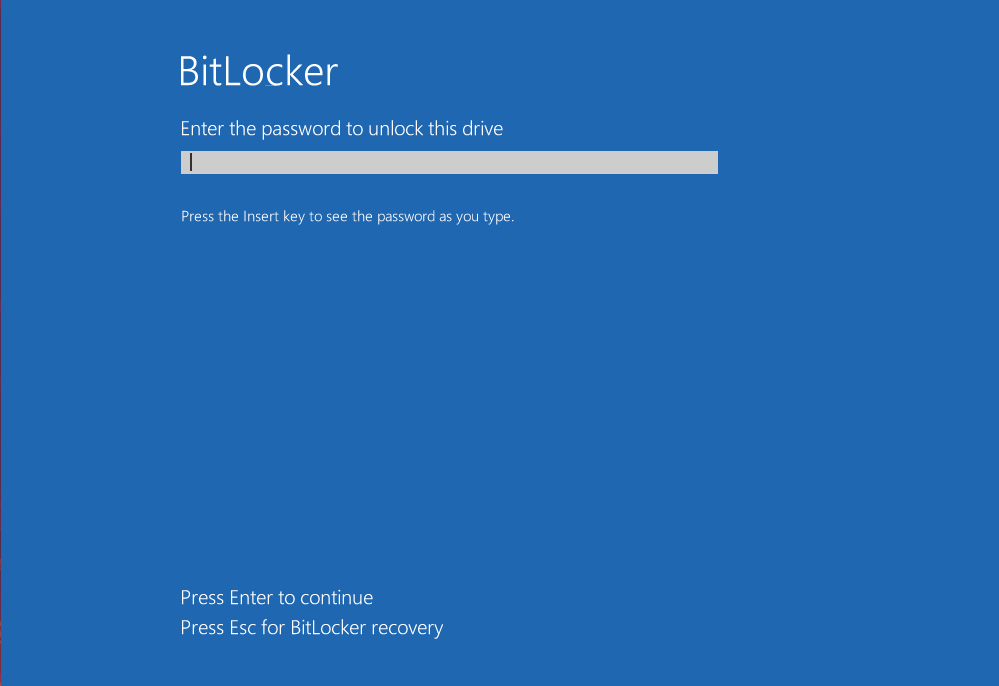 BitLocker
Enter the password to unlock this drive
Press the Insert key to see the password as you type.
Press Enter to continue
Press Esc for BitLocker recovery